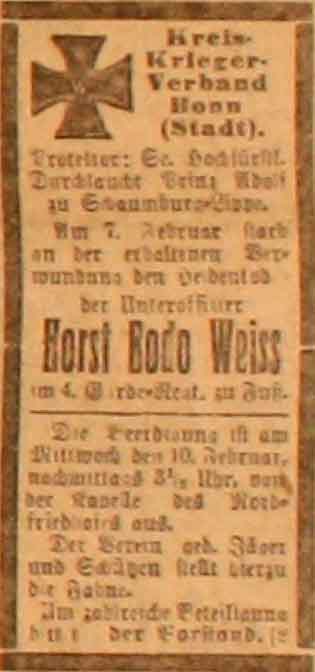 Kreis-
Krieger-
Verband
Bonn
(Stadt).
Protektor: Se. Hochfürstl.
Durchlaucht Prinz Adolf
zu Schaumburg-Lippe.
Am 7. Februar starb
an der erhaltenen Ver-
wundung den Heldentod
der Unteroffizier
Horst Bodo Weiss
im 4. Garde-Regt. zu Fuß.
Die Beerdigung ist am
Mittwoch den 10. Februar,
nachmittags 3½ Uhr, von
der Kapelle des Nord-
friedhofes aus.
Der Verein ged. Jäger
und Schützen stellt hierzu
die Fahne.
Um zahlreiche Beteiligung
bittet der Vorstand.